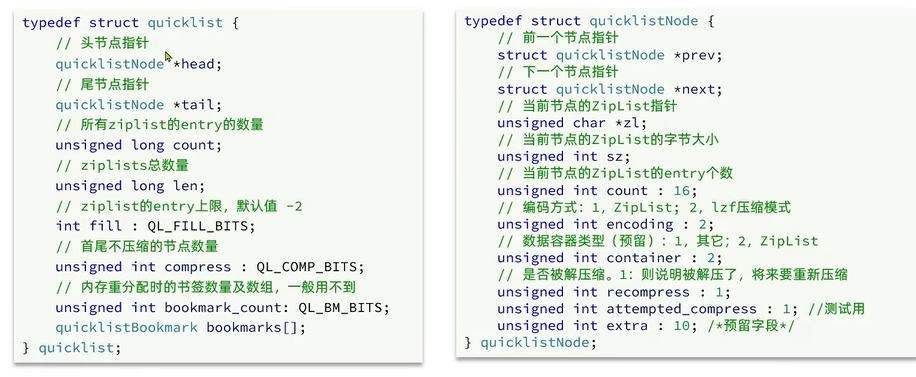 typedef struct quicklist {
// 头节点指针
quicklistNode *head;
// 尾节点指针
quicklistNode *tail;
// 所有ziplist的entry的数量
unsigned long count;
// ziplists总数量
unsigned long len;
// ziplist的entry上限，默认值 -2
int fill : QL_FILL_BITS;
// 首尾不压缩的节点数量
unsigned int compress : QL_COMP_BITS;
// 内存重分配时的书签数量及数组，一般用不到
unsigned int bookmark_count: QL_BM_BITS;
quicklistBookmark bookmarks[];
} quicklist;
typedef struct quicklistNode {
// 前一个节点指针
struct quicklistNode *prev;
// 下一个节点指针
struct quicklistNode *next;
// 当前节点的ZipList指针
unsigned char *zl;
// 当前节点的ZipList的字节大小
unsigned int sz;
// 当前节点的ZipList的entry个数
unsigned int count : 16;
// 编码方式：1，ZipList; 2，lzf压缩模式
unsigned int encoding : 2;
// 数据容器类型（预留）：1，其它；2，ZipList
unsigned int container : 2;
// 是否被解压缩。1：则说明被解压了，将来要重新压缩
unsigned int recompress : 1;
unsigned int attempted_compress : 1; //测试用
unsigned int extra : 10; /*预留字段*/
} quicklistNode;